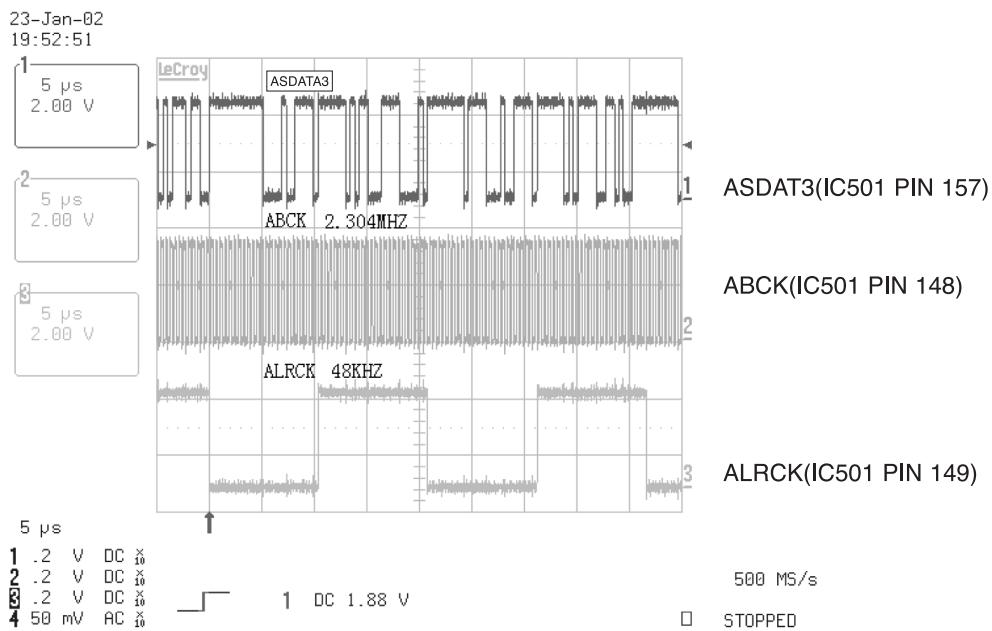 23-Jan-02
19:52:51
1
5 µs
2.00 V
2
5 µs
2.00 V
3
5 µs
2.00 V
LeCroy
ASDATA3
1
ASDAT3(IC501 PIN 157)
ABCK 2.304MHZ
ABCK(IC501 PIN 148)
2
ALRCK 48KHZ
3
ALRCK(IC501 PIN 149)
5 µs
1 .2 V DC X10
2 .2 V DC X10
3 .2 V DC X10
4 50 mV AC X10
1 DC 1.88 V
500 MS/s
STOPPED